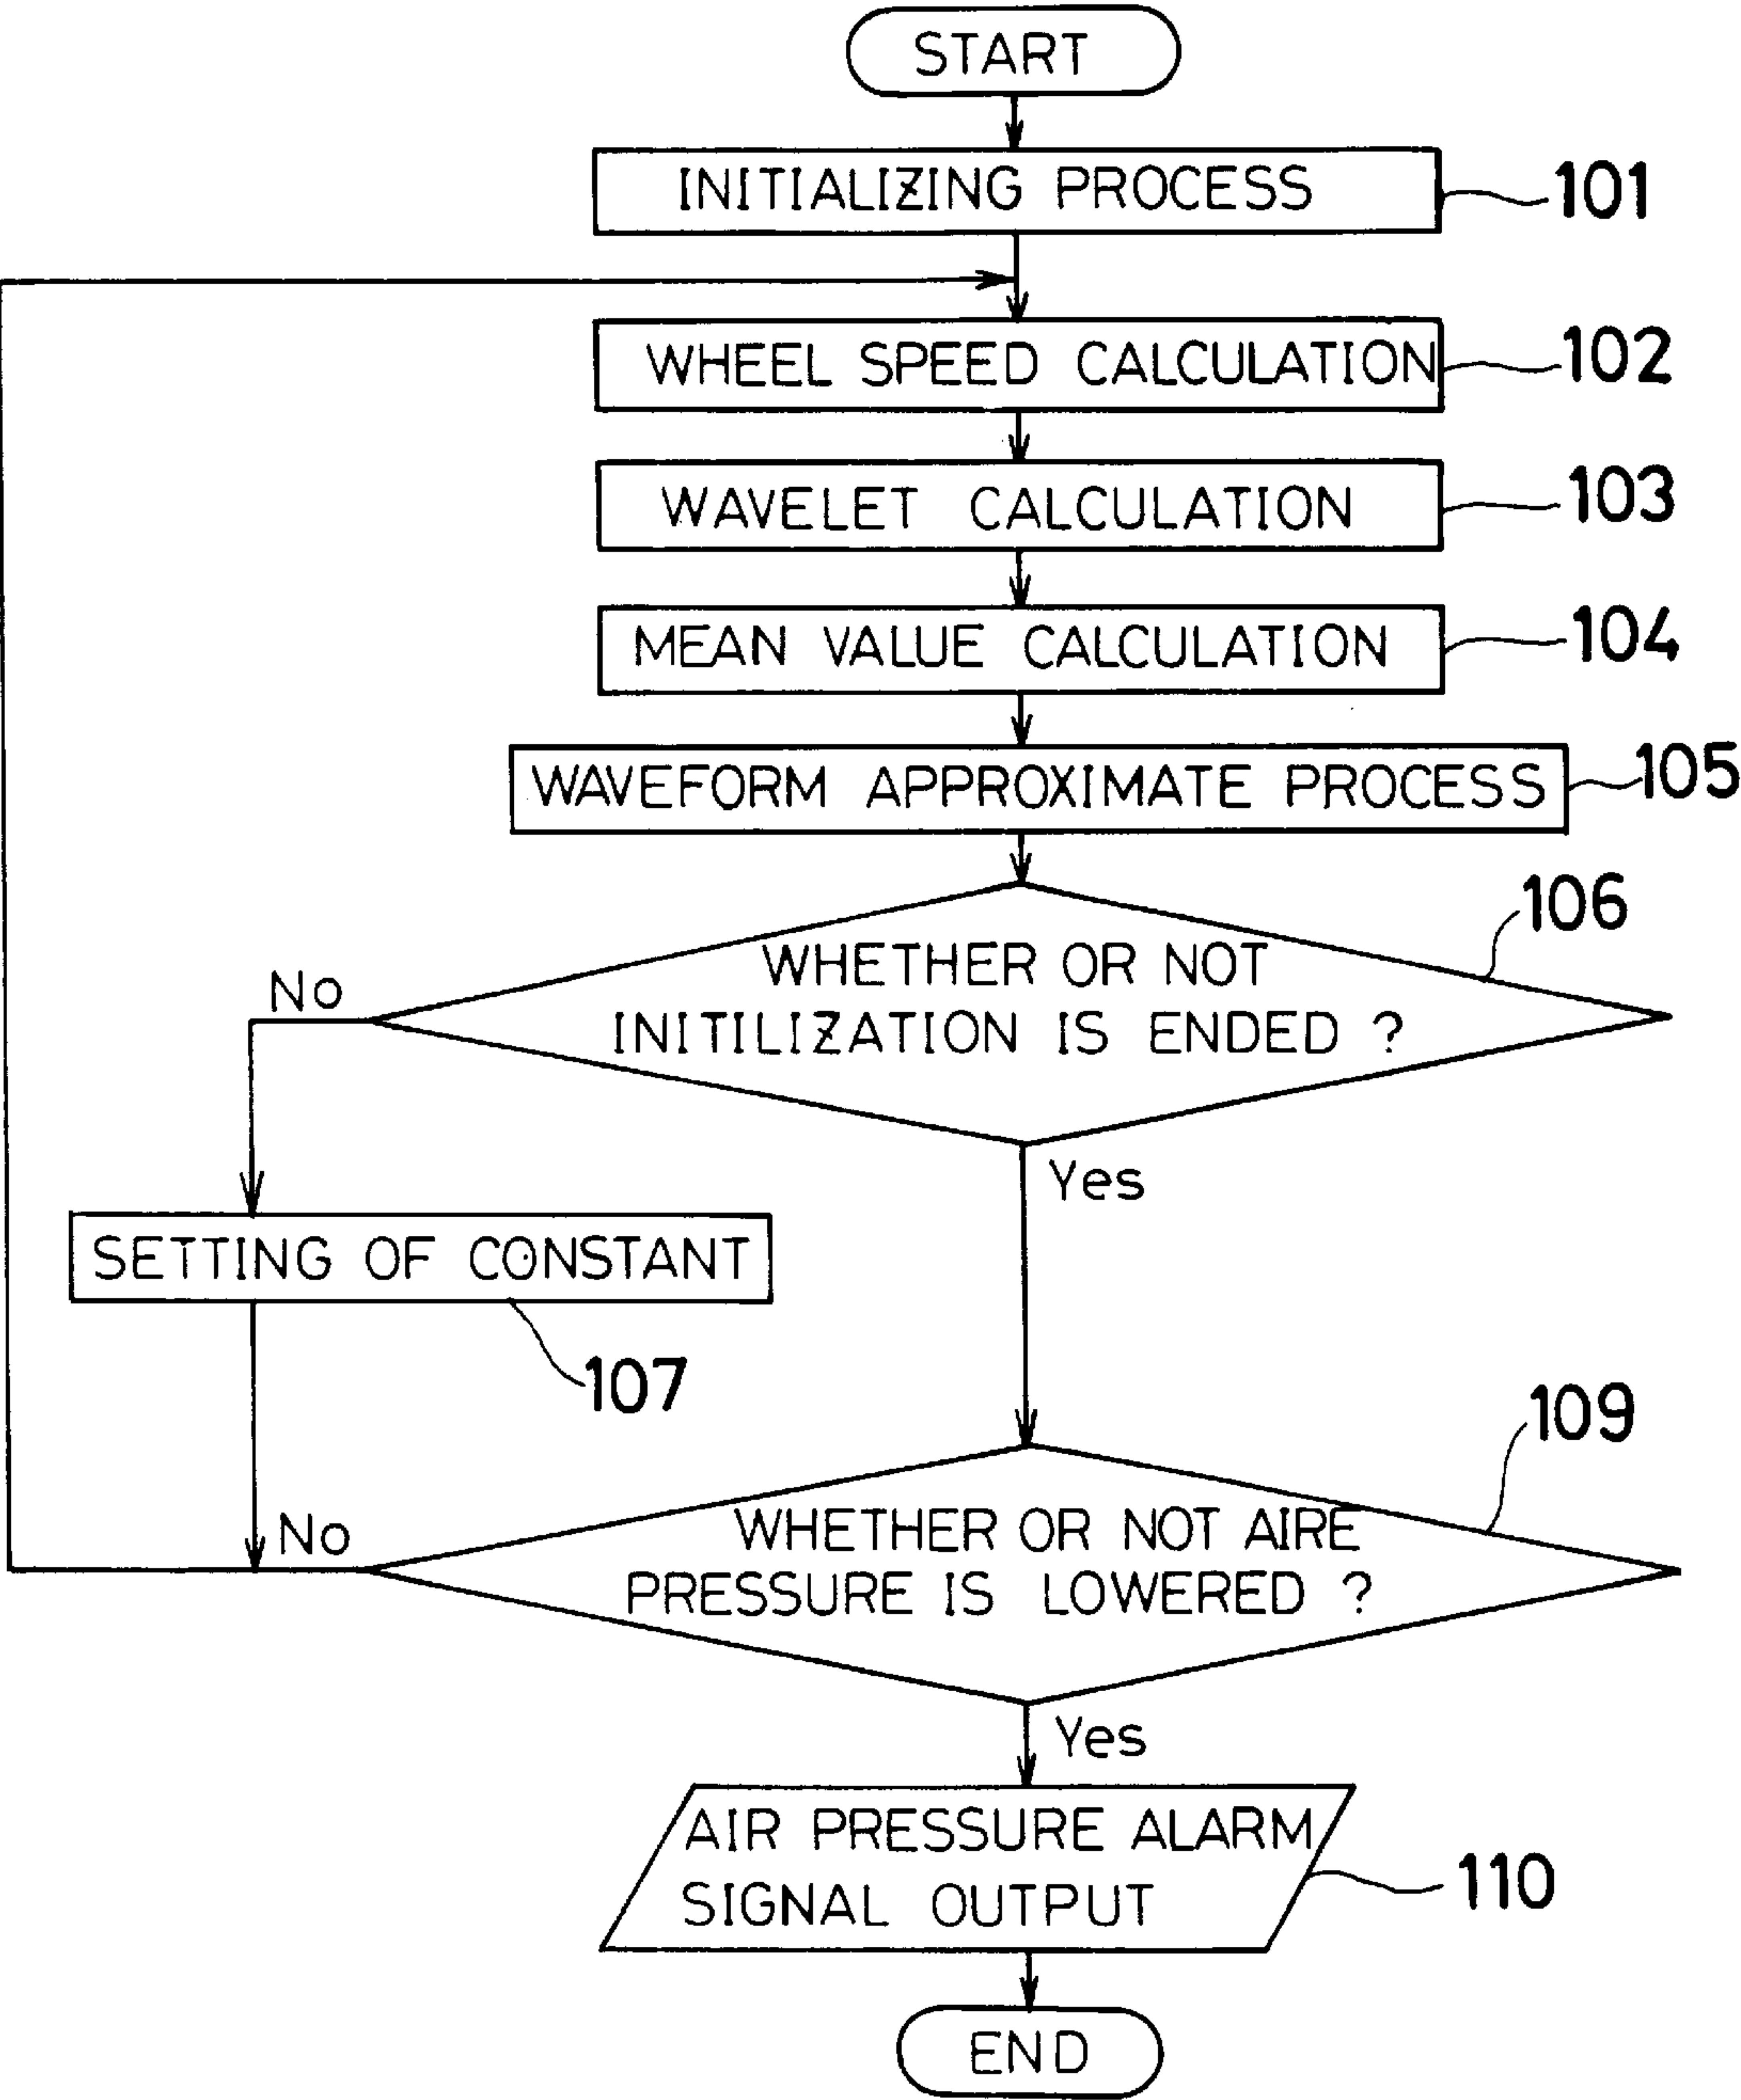 START
INITIALIZING PROCESS
101
WHEEL SPEED CALCULATION
102
WAVELET CALCULATION
103
MEAN VALUE CALCULATION
104
WAVEFORM APPROXIMATE PROCESS
105
106
WHETHER OR NOT
INITILIZATION IS ENDED ?
No
Yes
SETTING OF CONSTANT
107
109
WHETHER OR NOT AIRE
PRESSURE IS LOWERED ?
No
Yes
AIR PRESSURE ALARM
SIGNAL OUTPUT
110
END